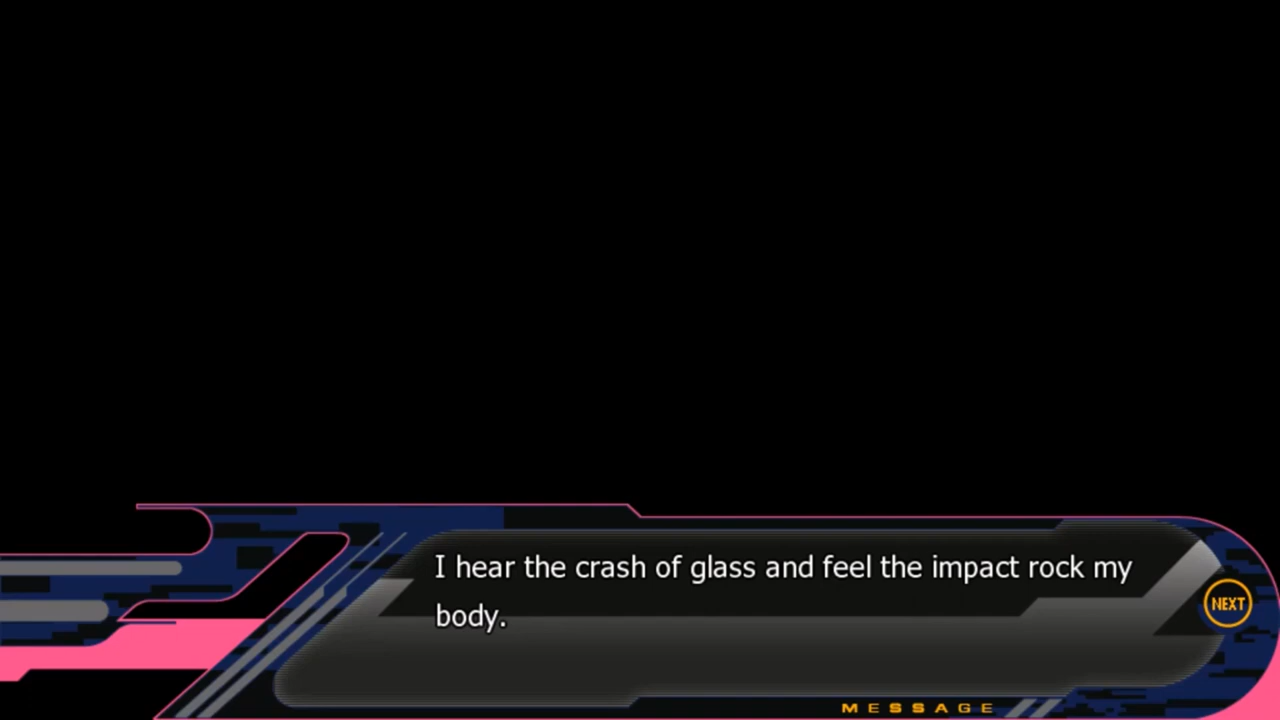 I hear the crash of glass and feel the impact rock my
body.
NEXT
MESSAGE